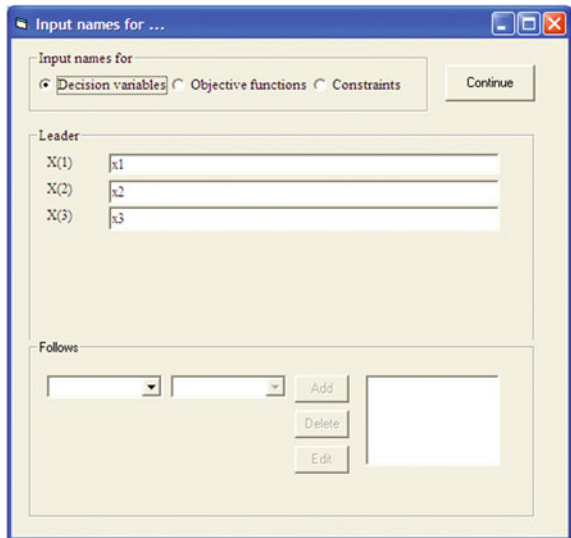 Input names for ...
Input names for
Decision variables Objective functions Constraints
Continue
Leader
X(1) x1
X(2) x2
X(3) x3
Follows
Add
Delete
Edit